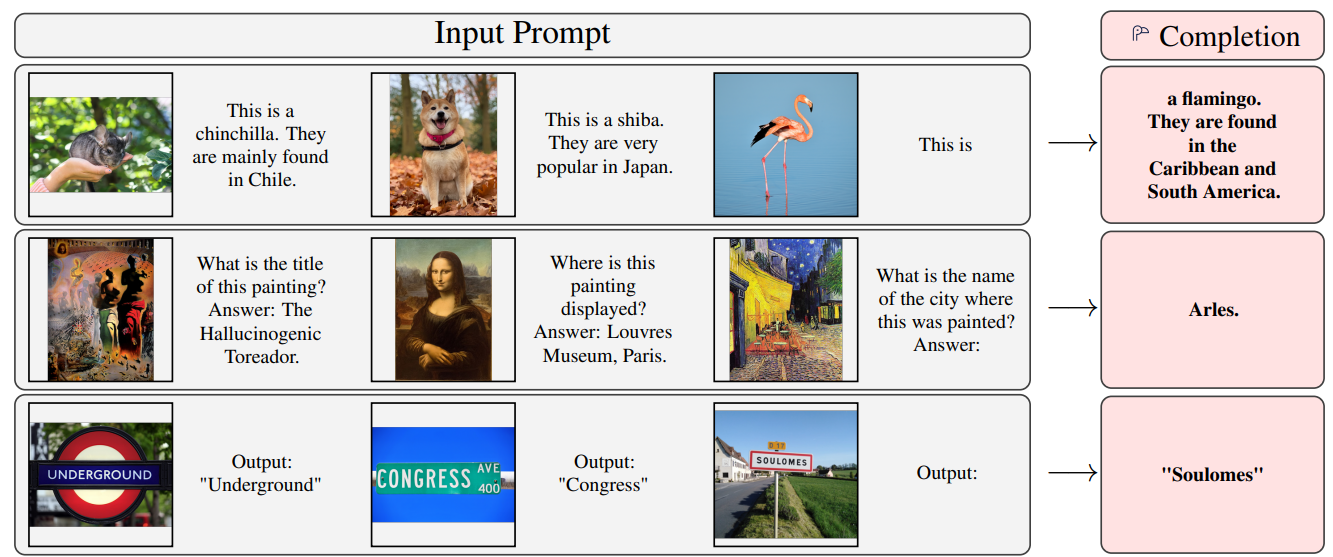 Input Prompt
Completion
This is a
chinchilla. They
are mainly found
in Chile.
This is a shiba.
They are very
popular in Japan.
This is
a flamingo.
They are found
in the
Caribbean and
South America.
What is the title
of this painting?
Answer: The
Hallucinogenic
Toreador.
Where is this
painting
displayed?
Answer: Louvres
Museum, Paris.
What is the name
of the city where
this was painted?
Answer:
Arles.
UNDERGROUND
Output:
"Underground"
CONGRESS AVE
400
Output:
"Congress"
D 17
SOULOMES
Output:
"Soulomes"